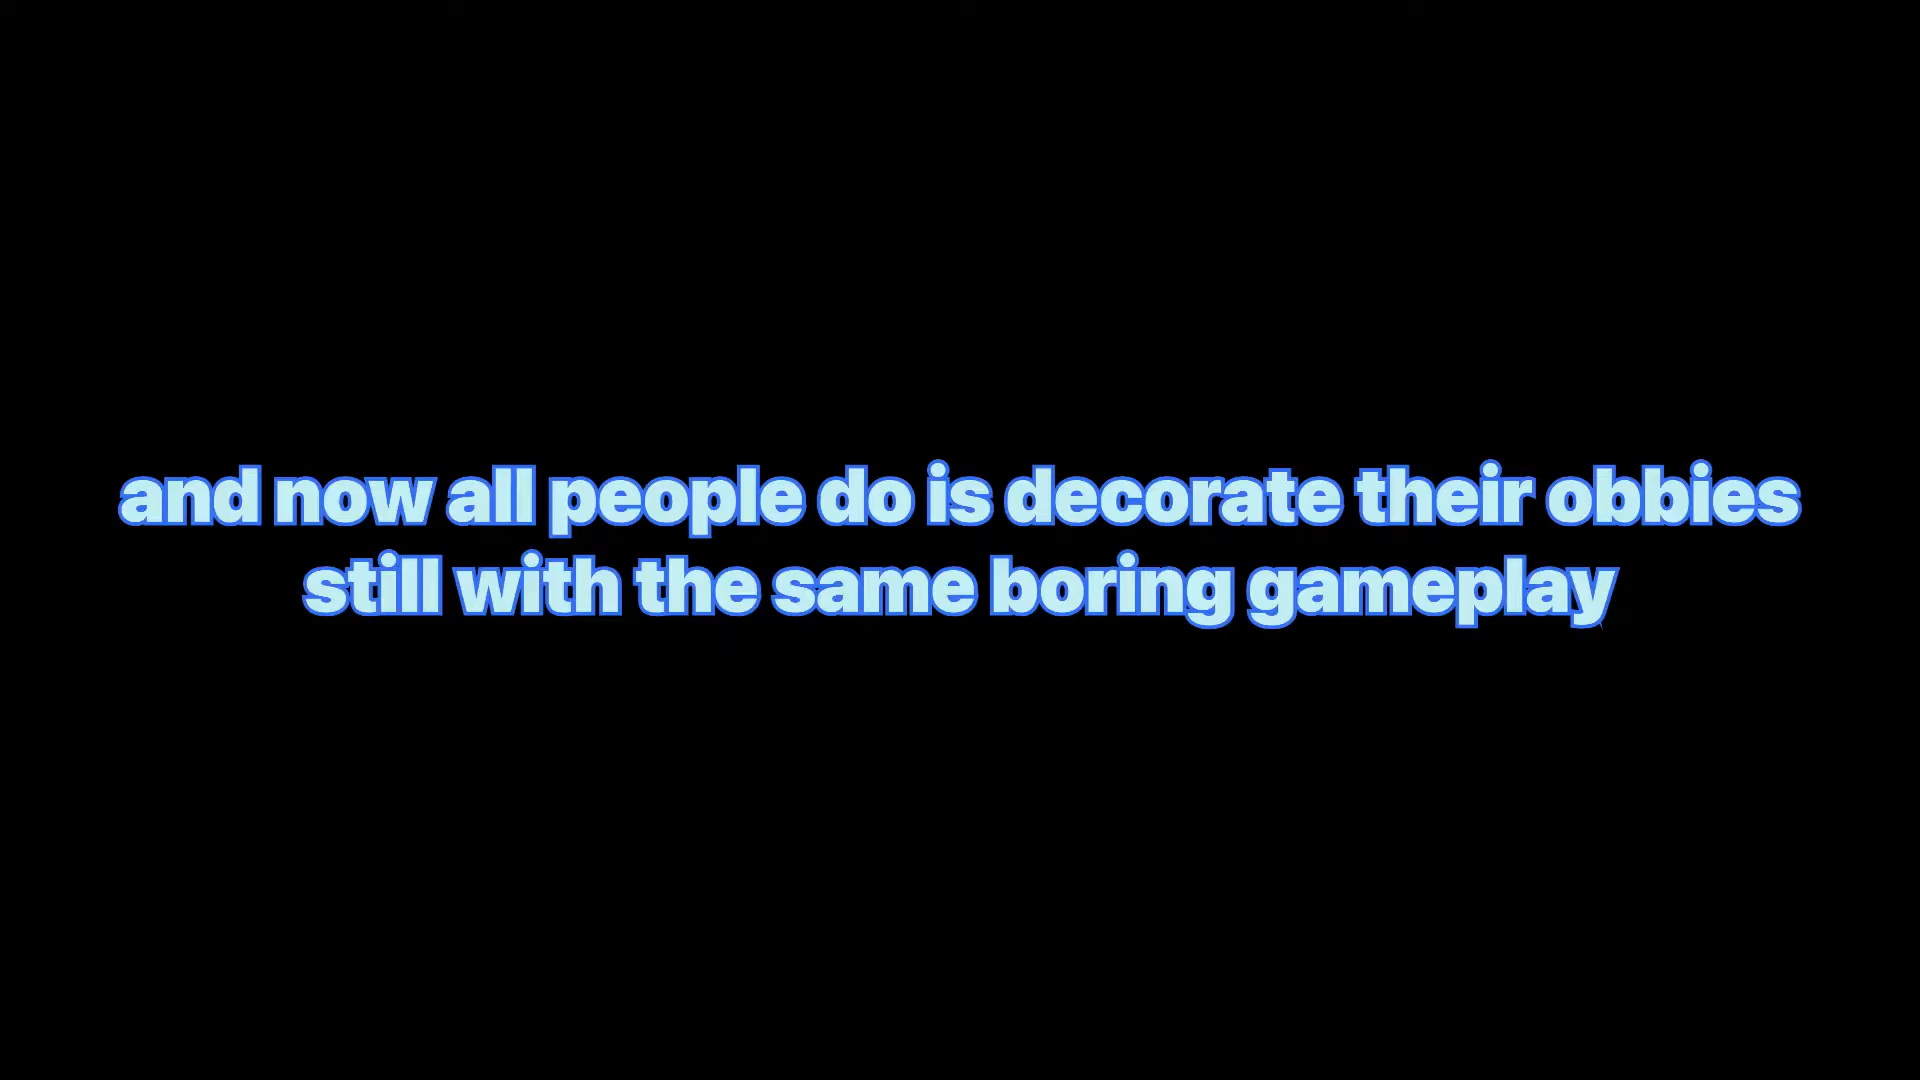 and now all people do is decorate their obbies
still with the same boring gameplay